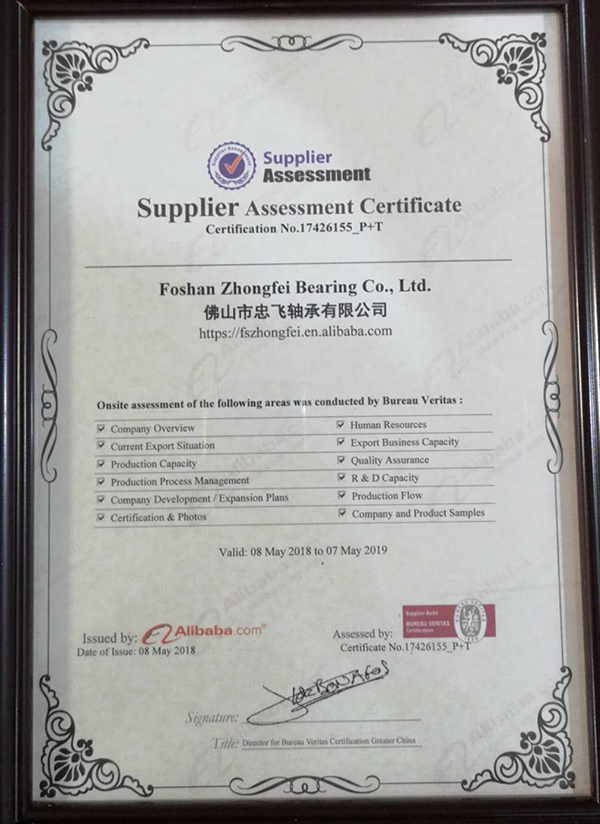 Supplier Assessment
Supplier
Assessment
Supplier Assessment Certificate
Certification No.17426155_P+T
Foshan Zhongfei Bearing Co., Ltd.
佛山市忠飞轴承有限公司
https://fszhongfei.en.alibaba.com
Onsite assessment of the following areas was conducted by Bureau Veritas :
Company Overview
Human Resources
Current Export Situation
Export Business Capacity
Production Capacity
Quality Assurance
Production Process Management
R & D Capacity
Company Development / Expansion Plans
Production Flow
Certification & Photos
Company and Product Samples
Valid: 08 May 2018 to 07 May 2019
Issued by: Alibaba.com®
Date of Issue: 08 May 2018
Assessed by:
Supplier Audit
BUREAU VERITAS
Certification
Certificate No.17426155_P+T
Signature:
Title: Director for Bureau Veritas Certification Greater China